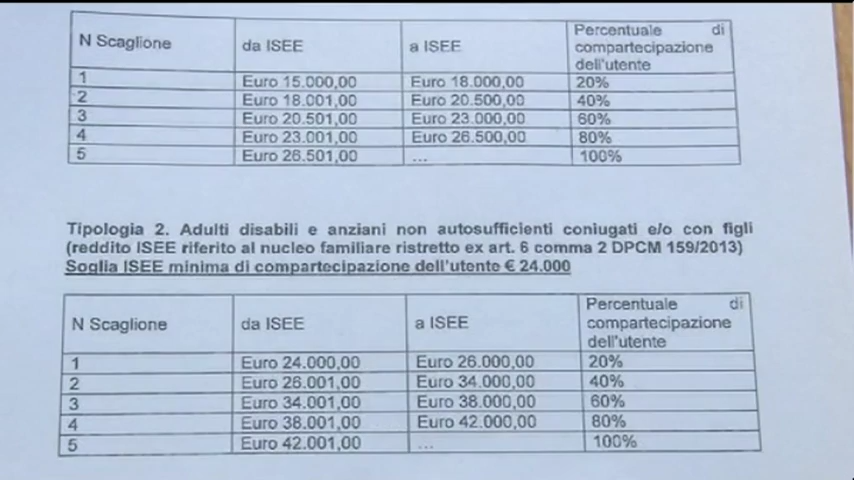 N Scaglione da ISEE a ISEE Percentuale di compartecipazione dell'utente
1 Euro 15.000,00 Euro 18.000,00 20%
2 Euro 18.001,00 Euro 20.500,00 40%
3 Euro 20.501,00 Euro 23.000,00 60%
4 Euro 23.001,00 Euro 26.500,00 80%
5 Euro 26.501,00 ... 100%
Tipologia 2. Adulti disabili e anziani non autosufficienti coniugati e/o con figli
(reddito ISEE riferito al nucleo familiare ristretto ex art. 6 comma 2 DPCM 159/2013)
Soglia ISEE minima di compartecipazione dell'utente € 24.000
N Scaglione da ISEE a ISEE Percentuale di compartecipazione dell'utente
1 Euro 24.000,00 Euro 26.000,00 20%
2 Euro 26.001,00 Euro 34.000,00 40%
3 Euro 34.001,00 Euro 38.000,00 60%
4 Euro 38.001,00 Euro 42.000,00 80%
5 Euro 42.001,00 ... 100%